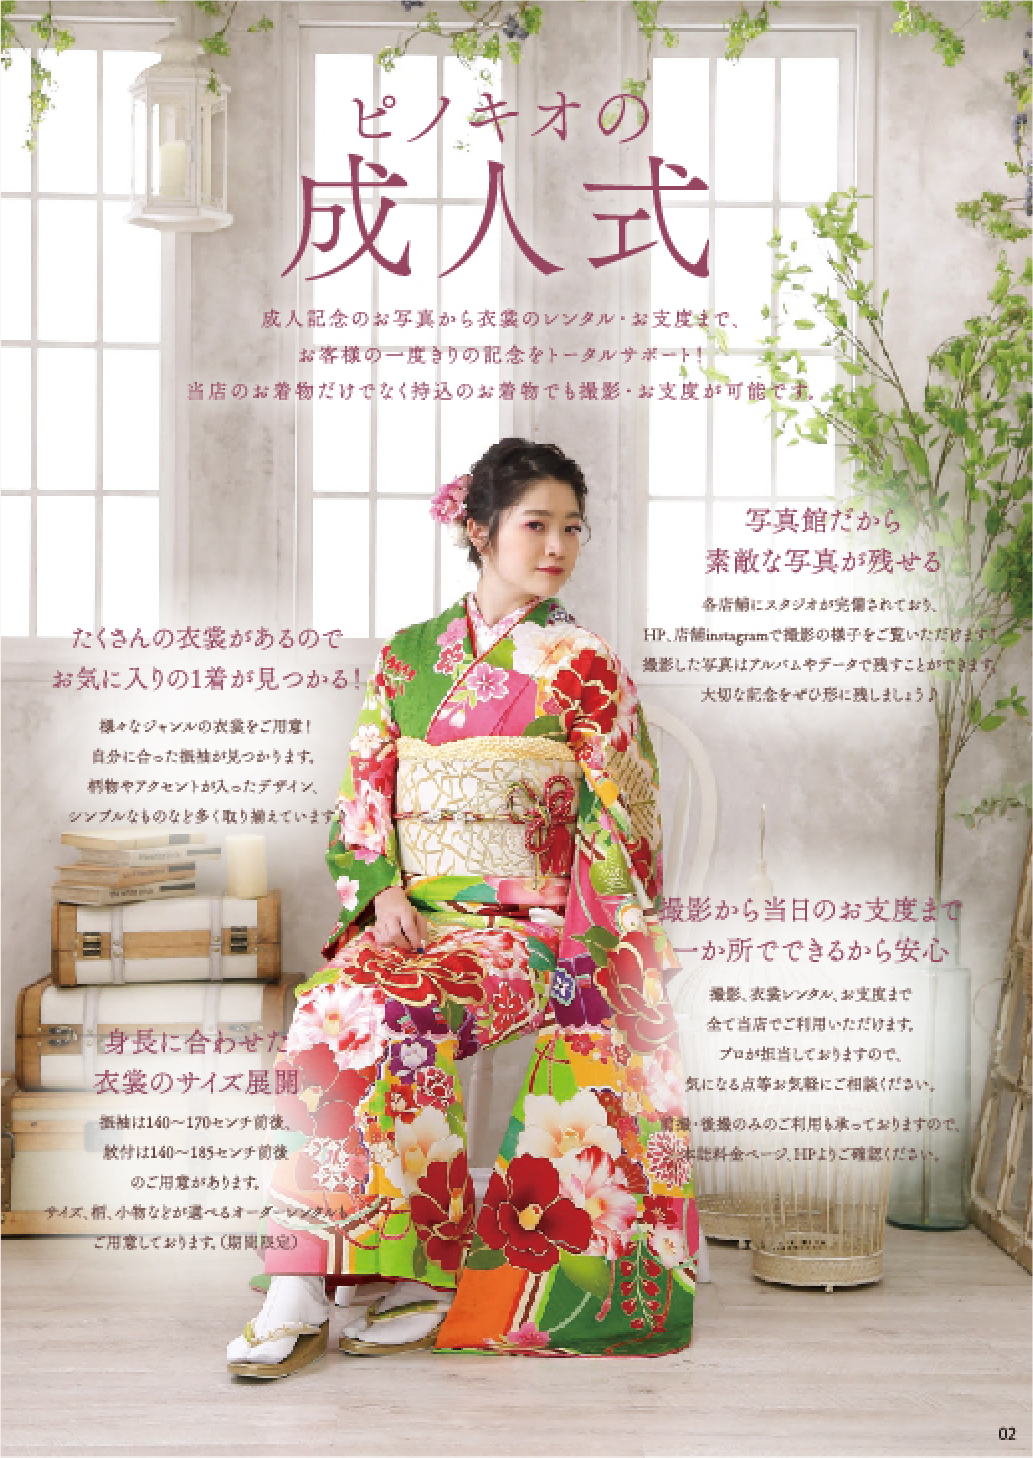 ピノキオの
成人式
成人記念のお写真から衣裳のレンタル・お支度まで、
お客様の一度きりの記念をトータルサポート！
当店のお着物だけでなく持込のお着物でも撮影・お支度が可能です。
写真館だから
素敵な写真が残せる
各店舗にスタジオが完備されており、
HP、店舗instagramで撮影の様子をご覧いただけます！
撮影した写真はアルバムやデータで残すことができます。
大切な記念をぜひ形に残しましょう♪
たくさんの衣裳があるので
お気に入りの1着が見つかる！
様々なジャンルの衣裳をご用意！
自分に合った振袖が見つかります。
柄物やアクセントが入ったデザイン、
シンプルなものなど多く取り揃えています♪
撮影から当日のお支度まで
一か所でできるから安心
撮影、衣裳レンタル、お支度まで
全て当店でご利用いただけます。
プロが担当しておりますので、
気になる点等お気軽にご相談ください。
前撮・後撮のみのご利用も承っておりますので、
本誌料金ページ、HPよりご確認ください。
身長に合わせた
衣裳のサイズ展開
振袖は140〜170センチ前後、
紋付は140〜185センチ前後
のご用意があります。
サイズ、柄、小物などが選べるオーダーレンタルも
ご用意しております。（期間限定）
02